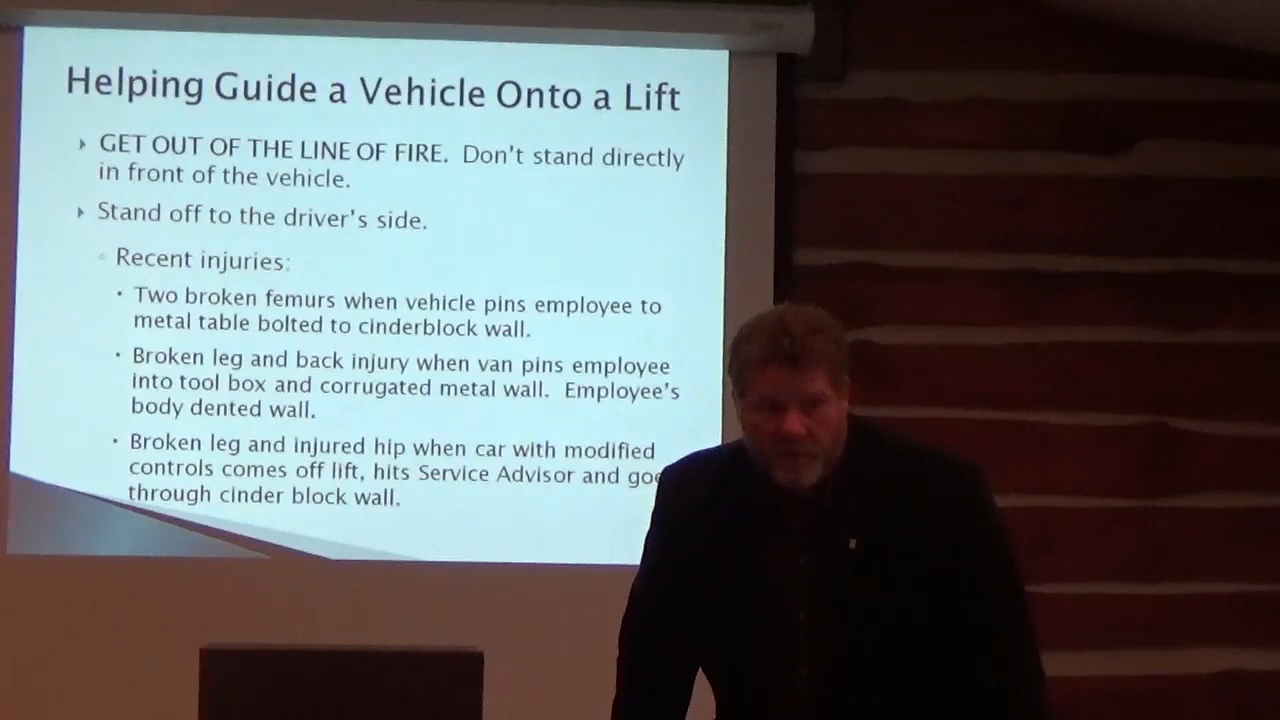 Helping Guide a Vehicle Onto a Lift
GET OUT OF THE LINE OF FIRE. Don't stand directly
in front of the vehicle.
Stand off to the driver's side.
Recent injuries:
Two broken femurs when vehicle pins employee to
metal table bolted to cinderblock wall.
Broken leg and back injury when van pins employee
into tool box and corrugated metal wall. Employee's
body dented wall.
Broken leg and injured hip when car with modified
controls comes off lift, hits Service Advisor and
through cinder block wall.